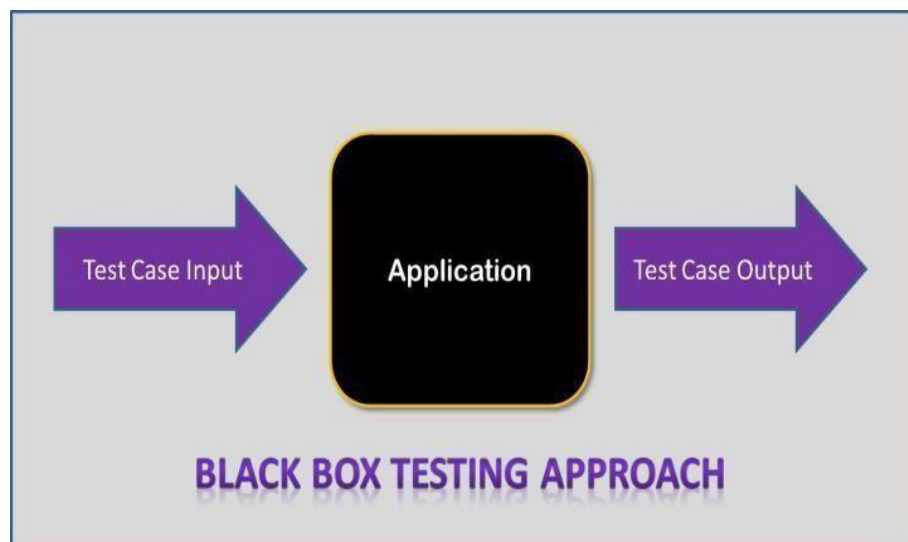 Test Case Input
Application
Test Case Output
BLACK BOX TESTING APPROACH